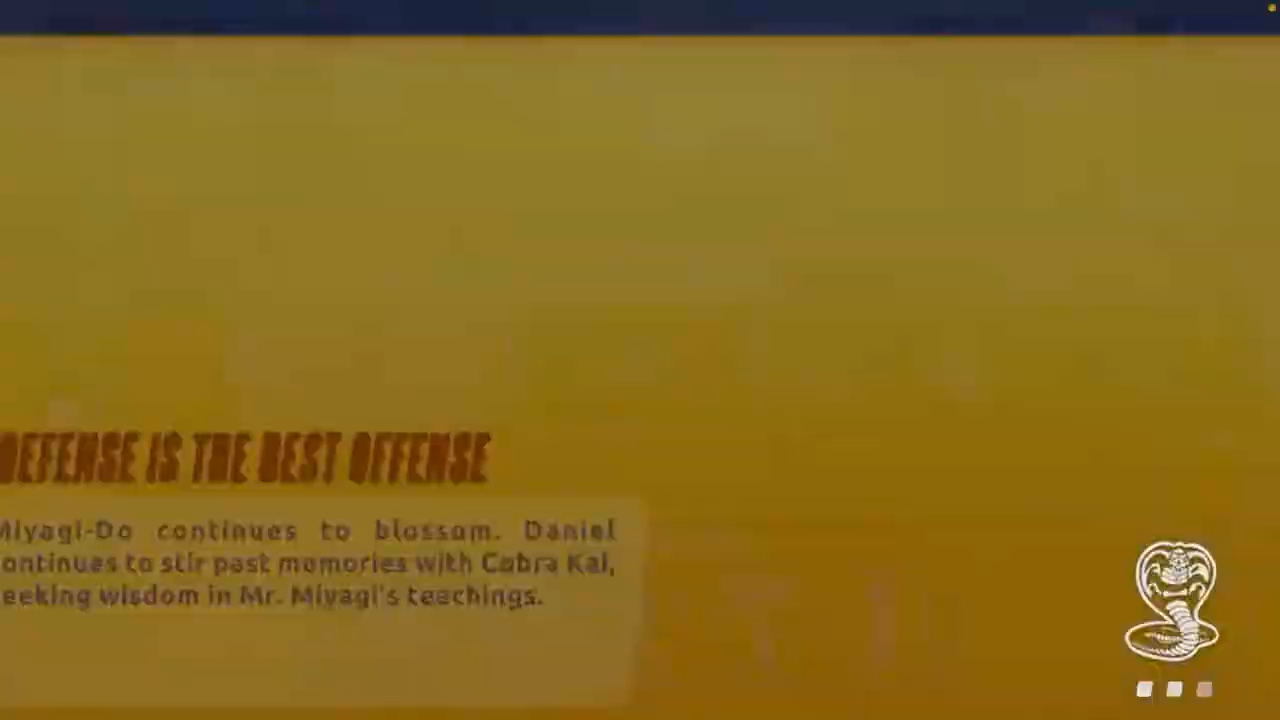 DEFENSE IS THE BEST OFFENSE
Miyagi-Do continues to blossom. Daniel
ontinues to stir past memories with Cobra Kai,
eeking wisdom in Mr. Miyagi's teachings.